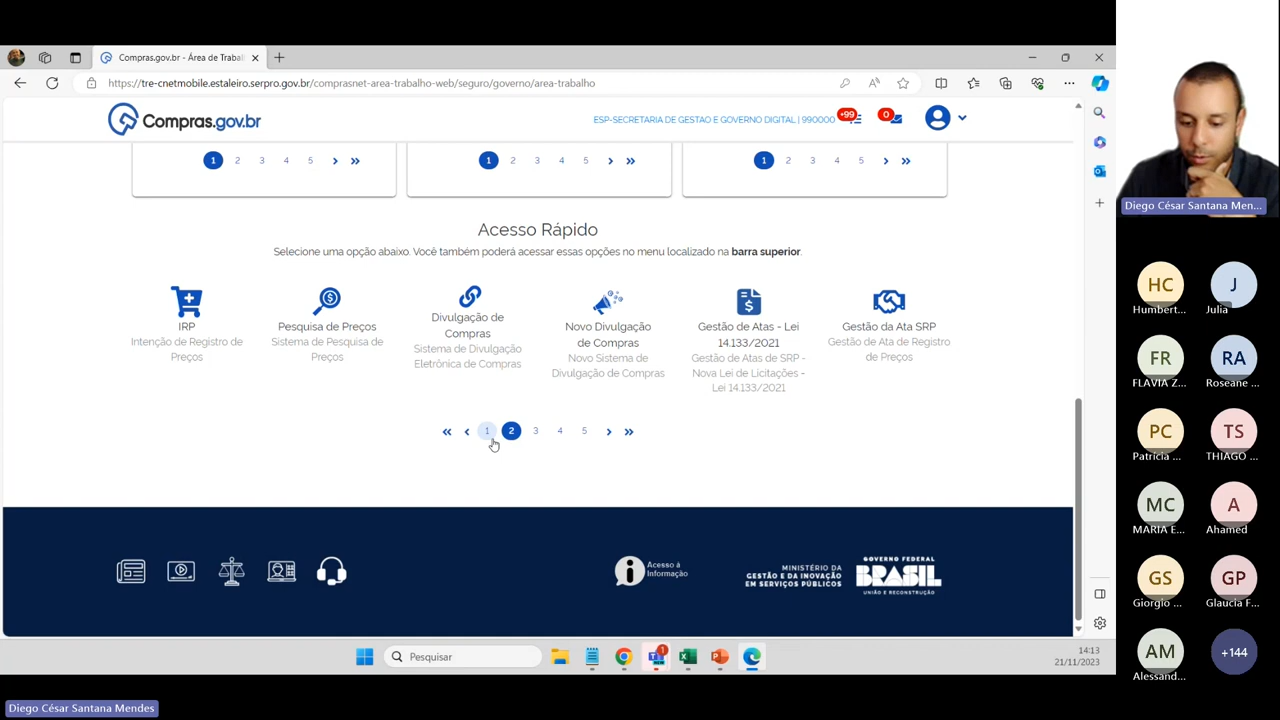 Compras.gov.br - Área de Trabal
https://tre-cnetmobile.estaleiro.serpro.gov.br/comprasnet-area-trabalho-web/seguro/governo/area-trabalho
Compras.gov.br
ESP-SECRETARIA DE GESTAO E GOVERNO DIGITAL | 990000
+99
0
1 2 3 4 5 › »
1 2 3 4 5 › »
1 2 3 4 5 › »
Acesso Rápido
Selecione uma opção abaixo. Você também poderá acessar essas opções no menu localizado na barra superior.
IRP
Intenção de Registro de
Preços
Pesquisa de Preços
Sistema de Pesquisa de
Preços
Divulgação de
Compras
Sistema de Divulgação
Eletrônica de Compras
Novo Divulgação
de Compras
Novo Sistema de
Divulgação de Compras
Gestão de Atas - Lei
14.133/2021
Gestão de Atas de SRP -
Nova Lei de Licitações -
Lei 14.133/2021
Gestão da Ata SRP
Gestão de Ata de Registro
de Preços
« ‹ 1 2 3 4 5 › »
Acesso à
Informação
MINISTÉRIO DA
GESTÃO E DA INOVAÇÃO
EM SERVIÇOS PÚBLICOS
GOVERNO FEDERAL
BRASIL
UNIÃO E RECONSTRUÇÃO
Pesquisar
1
14:13
21/11/2023
Diego César Santana Men...
HC
Humbert...
J
Julia
FR
FLAVIA Z...
RA
Roseane ...
PC
Patrícia ...
TS
THIAGO ...
MC
MARIA E...
A
Ahamed
GS
Giorgio ...
GP
Glaucia F...
AM
Alessand...
+144
Diego César Santana Mendes